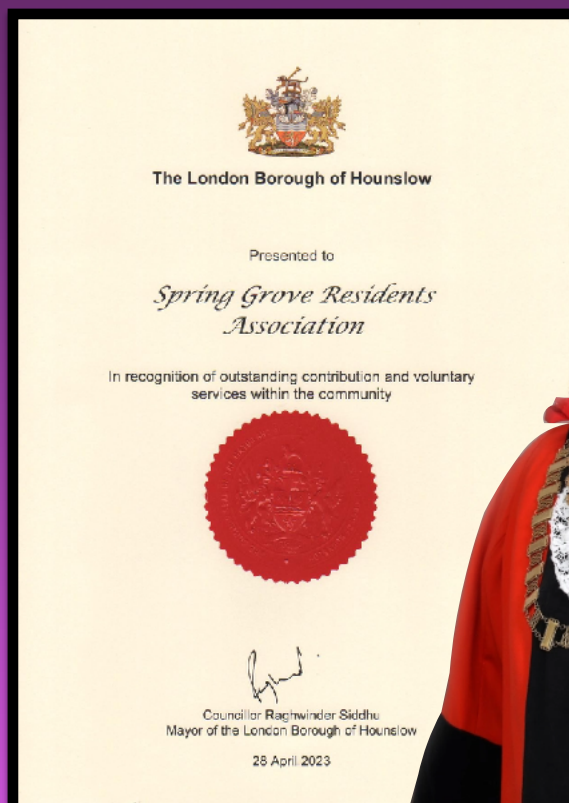 The London Borough of Hounslow
Presented to
Spring Grove Residents
Association
In recognition of outstanding contribution and voluntary
services within the community
Councillor Raghwinder Siddhu
Mayor of the London Borough of Hounslow
28 April 2023